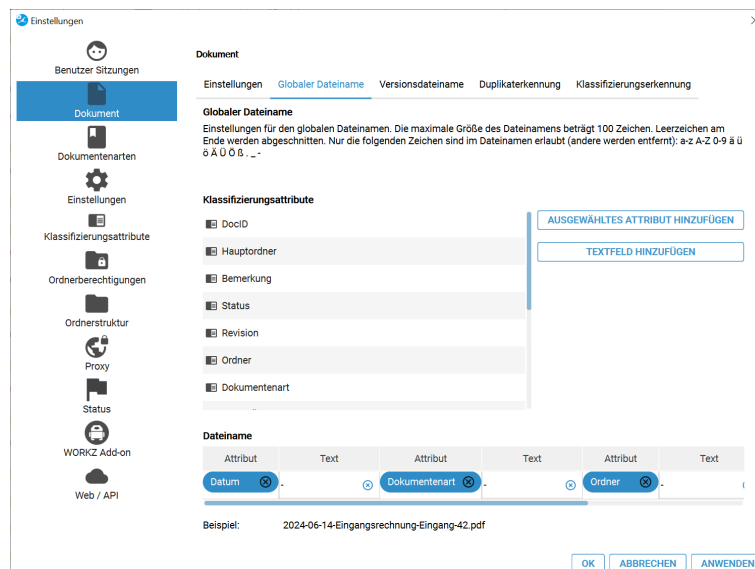 Einstellungen
Benutzer Sitzungen
Dokument
Dokumentenarten
Einstellungen
Klassifizierungsattribute
Ordnerberechtigungen
Ordnerstruktur
Proxy
Status
WORKZ Add-on
Web / API
Dokument
Einstellungen Globaler Dateiname Versionsdateiname Duplikaterkennung Klassifizierungserkennung
Globaler Dateiname
Einstellungen für den globalen Dateinamen. Die maximale Größe des Dateinamens beträgt 100 Zeichen. Leerzeichen am
Ende werden abgeschnitten. Nur die folgenden Zeichen sind im Dateinamen erlaubt (andere werden entfernt): a-z A-Z 0-9 ä ü
ö Ä Ü Ö ß . _ -
Klassifizierungsattribute
DocID
Hauptordner
Bemerkung
Status
Revision
Ordner
Dokumentenart
AUSGEWÄHLTES ATTRIBUT HINZUFÜGEN
TEXTFELD HINZUFÜGEN
Dateiname
Attribut Text Attribut Text Attribut Text
Datum - Dokumentenart - Ordner -
Beispiel: 2024-06-14-Eingangsrechnung-Eingang-42.pdf
OK ABBRECHEN ANWENDEN